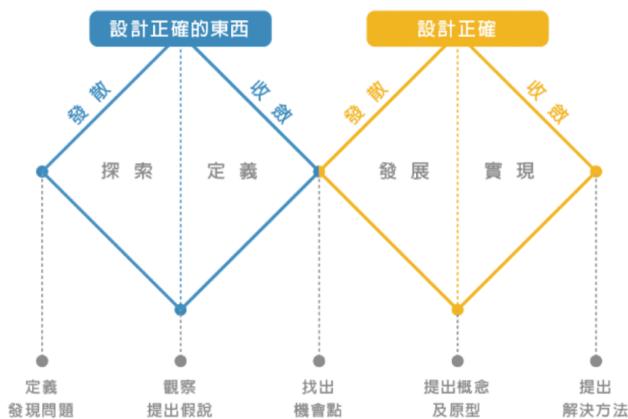 設計正確的東西
設計正確
發散
收斂
發散
收斂
探索
定義
發展
實現
定義
發現問題
觀察
提出假說
找出
機會點
提出概念
及原型
提出
解決方法